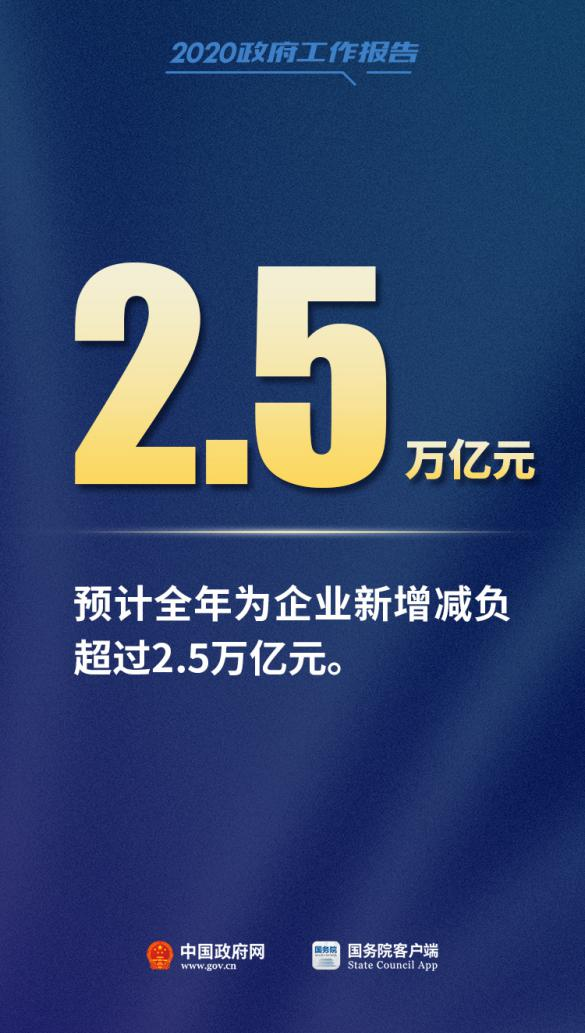 2020政府工作报告
2.5万亿元
预计全年为企业新增减负
超过2.5万亿元。
中国政府网
www.gov.cn
国务院
国务院客户端
State Council App